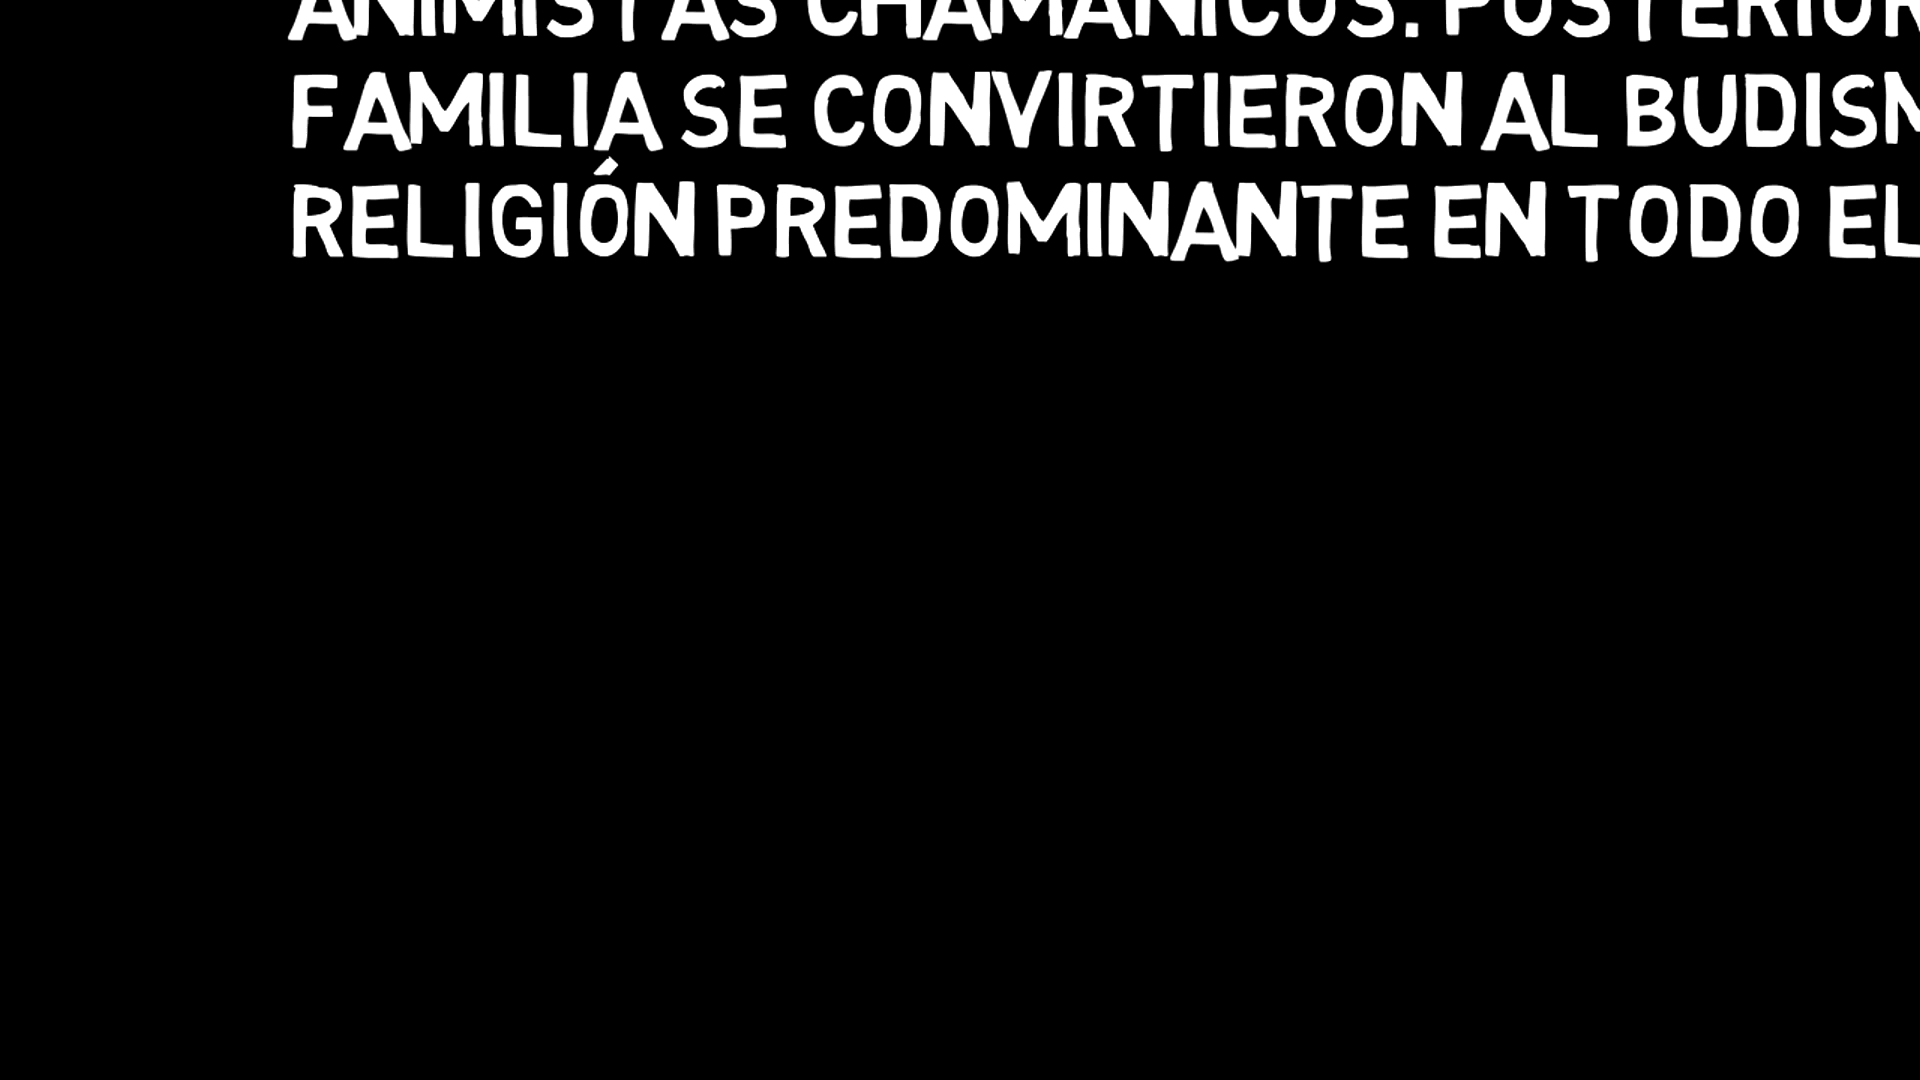 ANIMISTAS CHAMÁNICOS. POSTERIOR
FAMILIA SE CONVIRTIERON AL BUDISM
RELIGIÓN PREDOMINANTE EN TODO EL